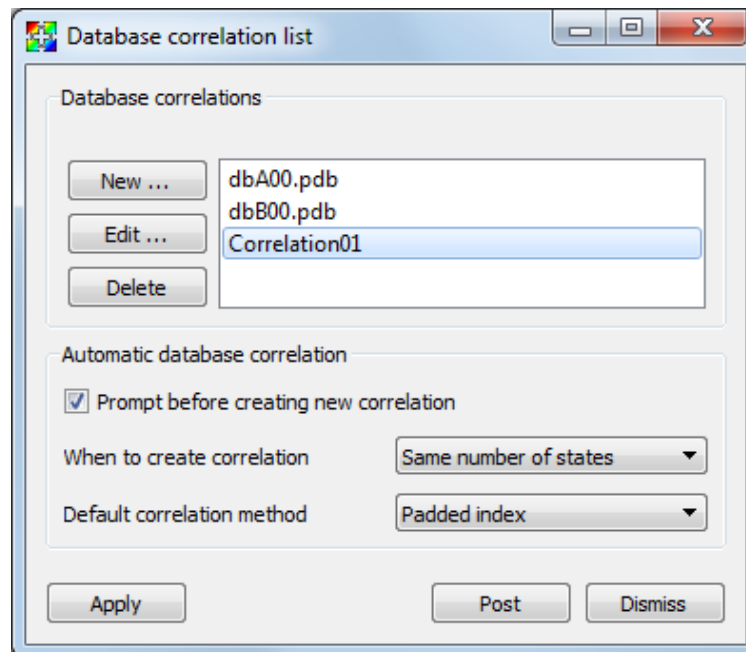 Database correlation list
Database correlations
New ...
Edit ...
Delete
dbA00.pdb
dbB00.pdb
Correlation01
Automatic database correlation
Prompt before creating new correlation
When to create correlation Same number of states
Default correlation method Padded index
Apply Post Dismiss